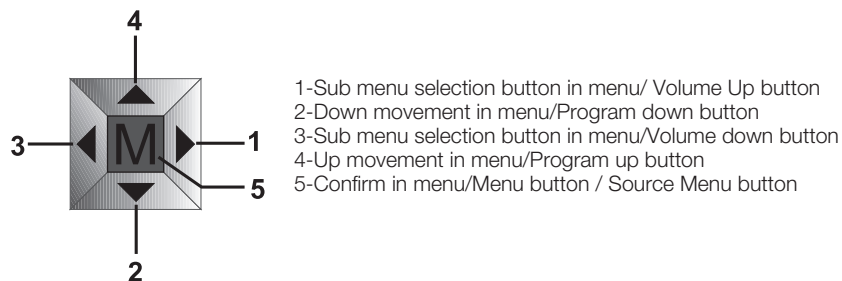 4
3
M
1
5
2
1-Sub menu selection button in menu/ Volume Up button
2-Down movement in menu/Program down button
3-Sub menu selection button in menu/Volume down button
4-Up movement in menu/Program up button
5-Confirm in menu/Menu button / Source Menu button